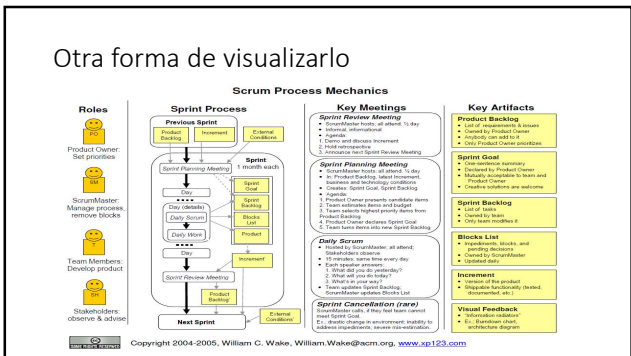 Otra forma de visualizarlo
Scrum Process Mechanics
Roles
PO
Product Owner:
Set priorities
SM
ScrumMaster:
Manage process,
remove blocks
T
Team Members:
Develop product
SH
Stakeholders:
observe & advise
Sprint Process
Previous Sprint
Product
Backlog
Increment
External
Conditions
Sprint
1 month each
Sprint Planning Meeting
Sprint
Goal
Day
Sprint
Backlog
Day (details)
Daily Scrum
Blocks
List
Daily Work
Product
Day
Increment
Sprint Review Meeting
Product
Backlog
External
Conditions
Next Sprint
Key Meetings
Sprint Review Meeting
• ScrumMaster hosts; all attend. ½ day
• Informal, informational
• Agenda:
1. Demo and discuss Increment
2. Hold retrospective
3. Announce next Sprint Review Meeting
Sprint Planning Meeting
• ScrumMaster hosts; all attend. ½ day
• In: Product Backlog, latest Increment,
business and technology conditions
• Creates: Sprint Goal, Sprint Backlog
• Agenda:
1 Product Owner presents candidate items
2 Team estimates items and budget
3 Team selects highest priority items from
Product Backlog
4 Product Owner declares Sprint Goal
5 Team turns items into new Sprint Backlog
Daily Scrum
• Hosted by ScrumMaster; all attend;
Stakeholders observe
• 15 minutes; same time every day
• Each speaker answers:
1. What did you do yesterday?
2. What will you do today?
3. What's in your way?
• Team updates Sprint Backlog;
ScrumMaster updates Blocks List
Sprint Cancellation (rare)
ScrumMaster calls, if they feel team cannot
meet Sprint Goal.
Ex.: drastic change in environment; inability to
address impediments; severe mis-estimation.
Key Artifacts
Product Backlog
• List of requirements & issues
• Owned by Product Owner
• Anybody can add to it
• Only Product Owner prioritizes
Sprint Goal
• One-sentence summary
• Declared by Product Owner
• Mutually acceptable to team and
Product Owner
• Creative solutions are welcome
Sprint Backlog
• List of tasks
• Owned by team
• Only team modifies it
Blocks List
• Impediments, blocks, and
pending decisions
• Owned by ScrumMaster
• Updated daily
Increment
• Version of the product
• Shippable functionality (tested,
documented, etc.)
Visual Feedback
• "Information radiators"
• Ex.: Burndown chart,
architecture diagram
SOME RIGHTS RESERVED
Copyright 2004-2005, William C. Wake, William.Wake@acm.org, www.xp123.com